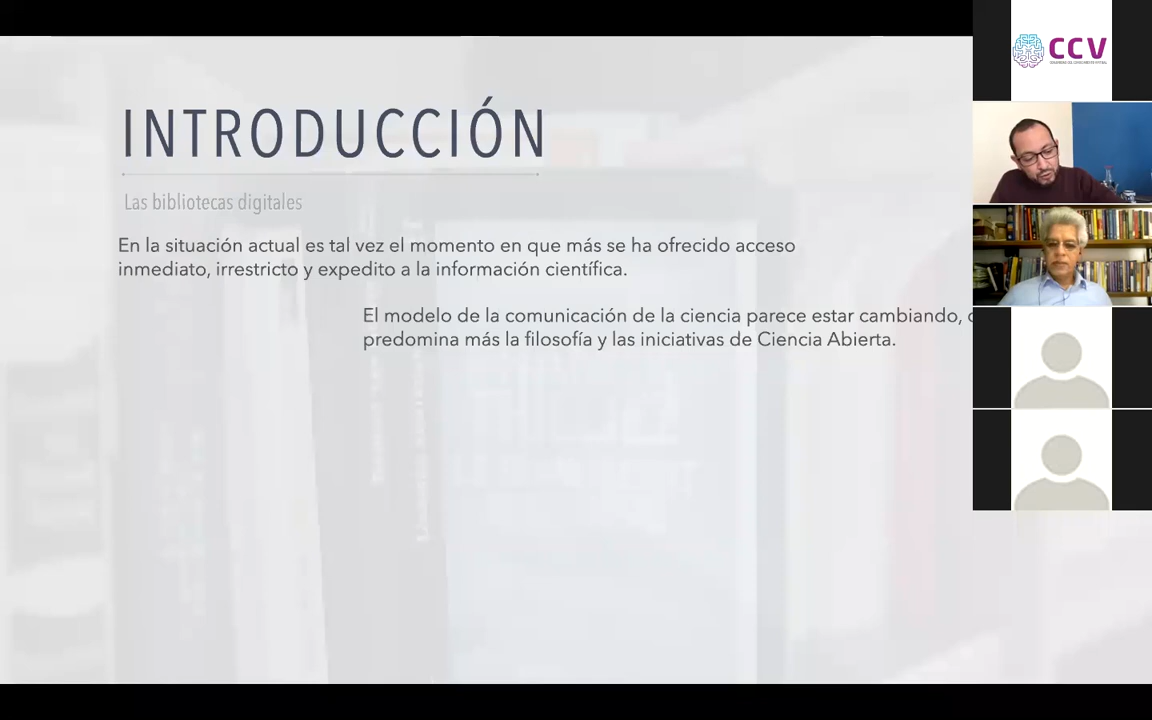 INTRODUCCIÓN
Las bibliotecas digitales
En la situación actual es tal vez el momento en que más se ha ofrecido acceso
inmediato, irrestricto y expedito a la información científica.
El modelo de la comunicación de la ciencia parece estar cambiando,
predomina más la filosofía y las iniciativas de Ciencia Abierta.
CCV